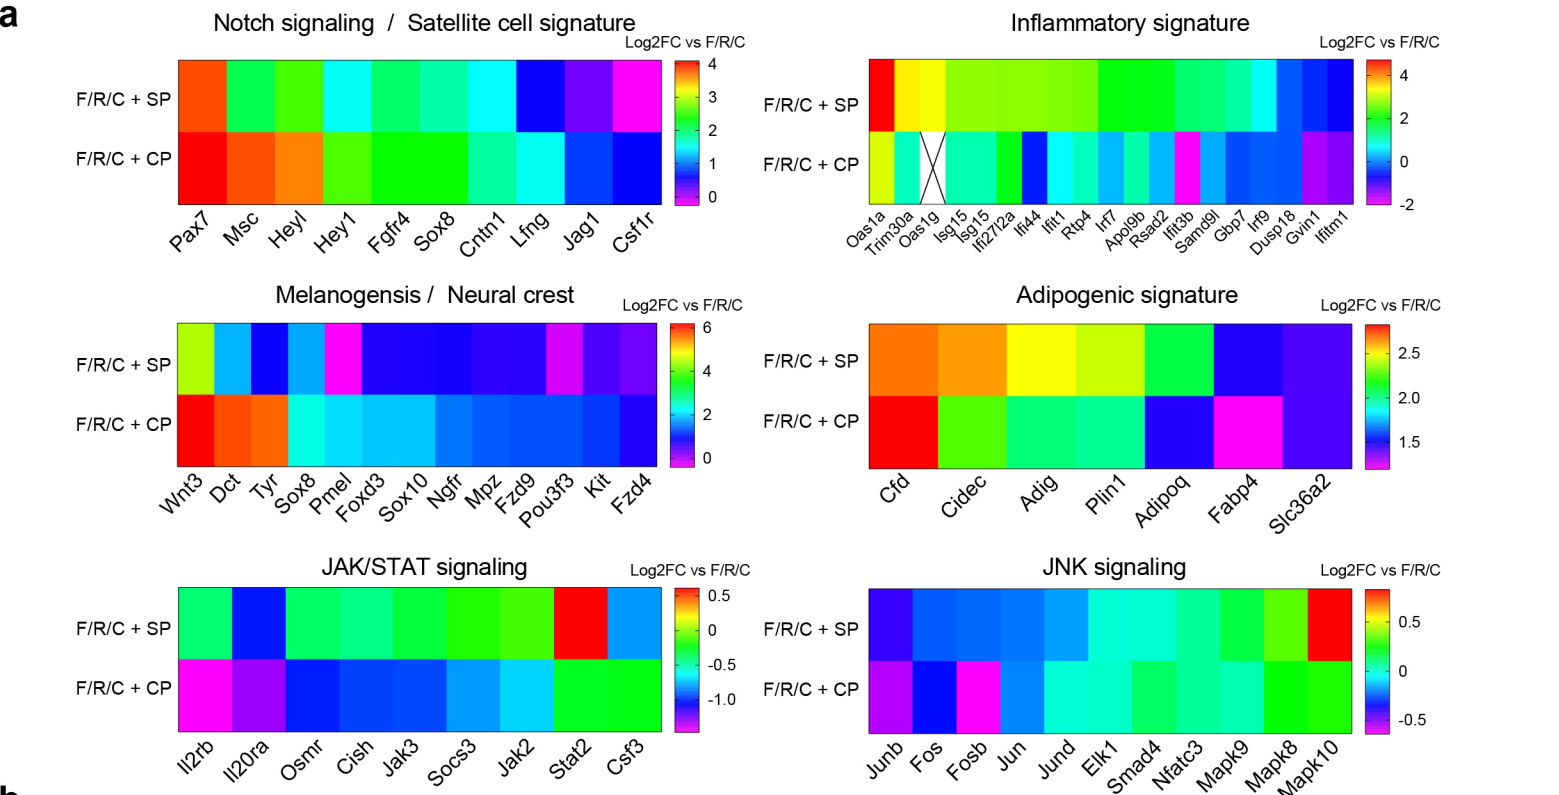 a
Notch signaling / Satellite cell signature
Log2FC vs F/R/C
F/R/C + SP
F/R/C + CP
4
3
2
1
0
Pax7 Msc Heyl Hey1 Fgfr4 Sox8 Cntn1 Lfng Jag1 Csf1r
Inflammatory signature
Log2FC vs F/R/C
F/R/C + SP
F/R/C + CP
4
2
0
-2
Oas1a Trim30a Oas1g Isg15 Isg15 Ifi27l2a Ifi44 Ifit1 Rtp4 Irf7 Apol9b Rsad2 Ifit3b Samd9l Gbp7 Irf9 Dusp18 Gvin1 Ifitm1
Melanogensis / Neural crest
Log2FC vs F/R/C
F/R/C + SP
F/R/C + CP
6
4
2
0
Wnt3 Dct Tyr Sox8 Pmel Foxd3 Sox10 Ngfr Mpz Fzd9 Pou3f3 Kit Fzd4
Adipogenic signature
Log2FC vs F/R/C
F/R/C + SP
F/R/C + CP
2.5
2.0
1.5
Cfd Cidec Adig Plin1 Adipoq Fabp4 Slc36a2
JAK/STAT signaling
Log2FC vs F/R/C
F/R/C + SP
F/R/C + CP
0.5
0
-0.5
-1.0
Il2rb Il20ra Osmr Cish Jak3 Socs3 Jak2 Stat2 Csf3
JNK signaling
Log2FC vs F/R/C
F/R/C + SP
F/R/C + CP
0.5
0
-0.5
Junb Fos Fosb Jun Jund Elk1 Smad4 Nfatc3 Mapk9 Mapk8 Mapk10